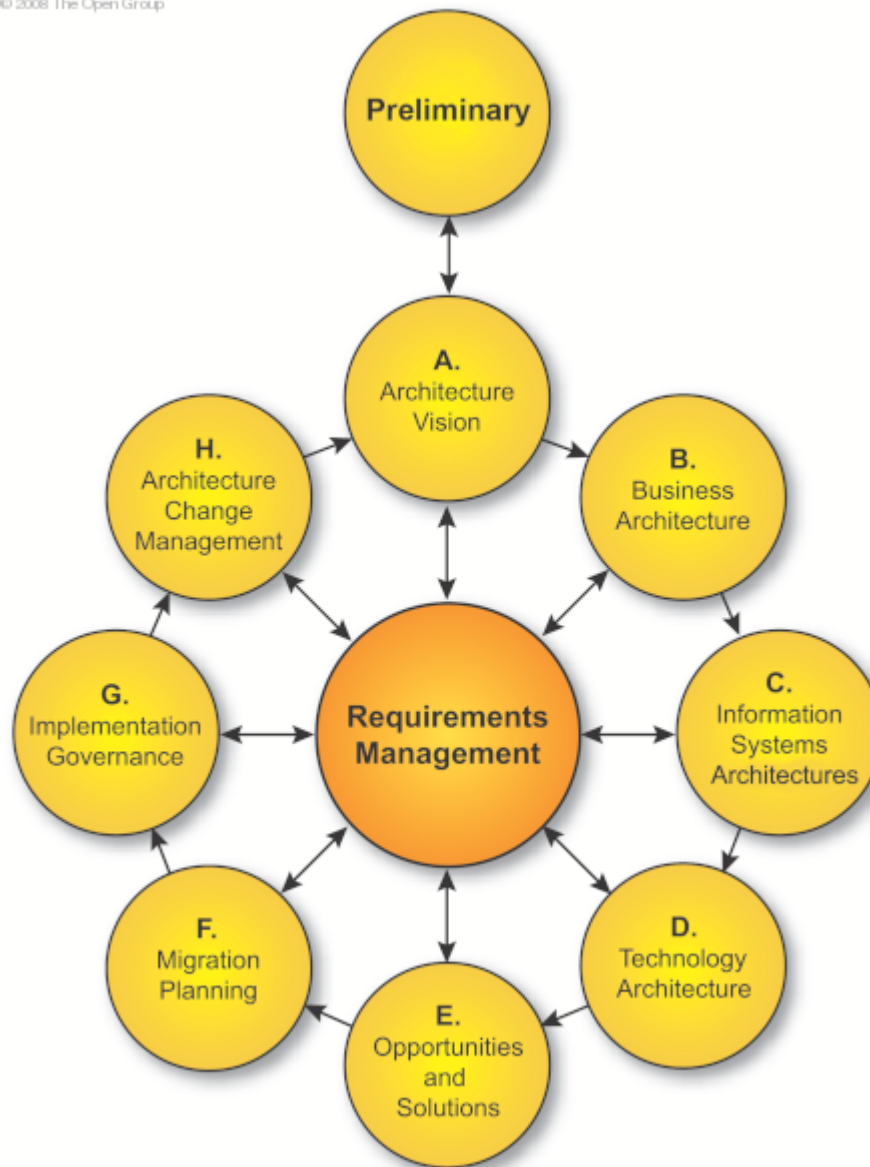 © 2008 The Open Group
Preliminary
A.
Architecture
Vision
B.
Business
Architecture
C.
Information
Systems
Architectures
D.
Technology
Architecture
E.
Opportunities
and
Solutions
F.
Migration
Planning
G.
Implementation
Governance
H.
Architecture
Change
Management
Requirements
Management